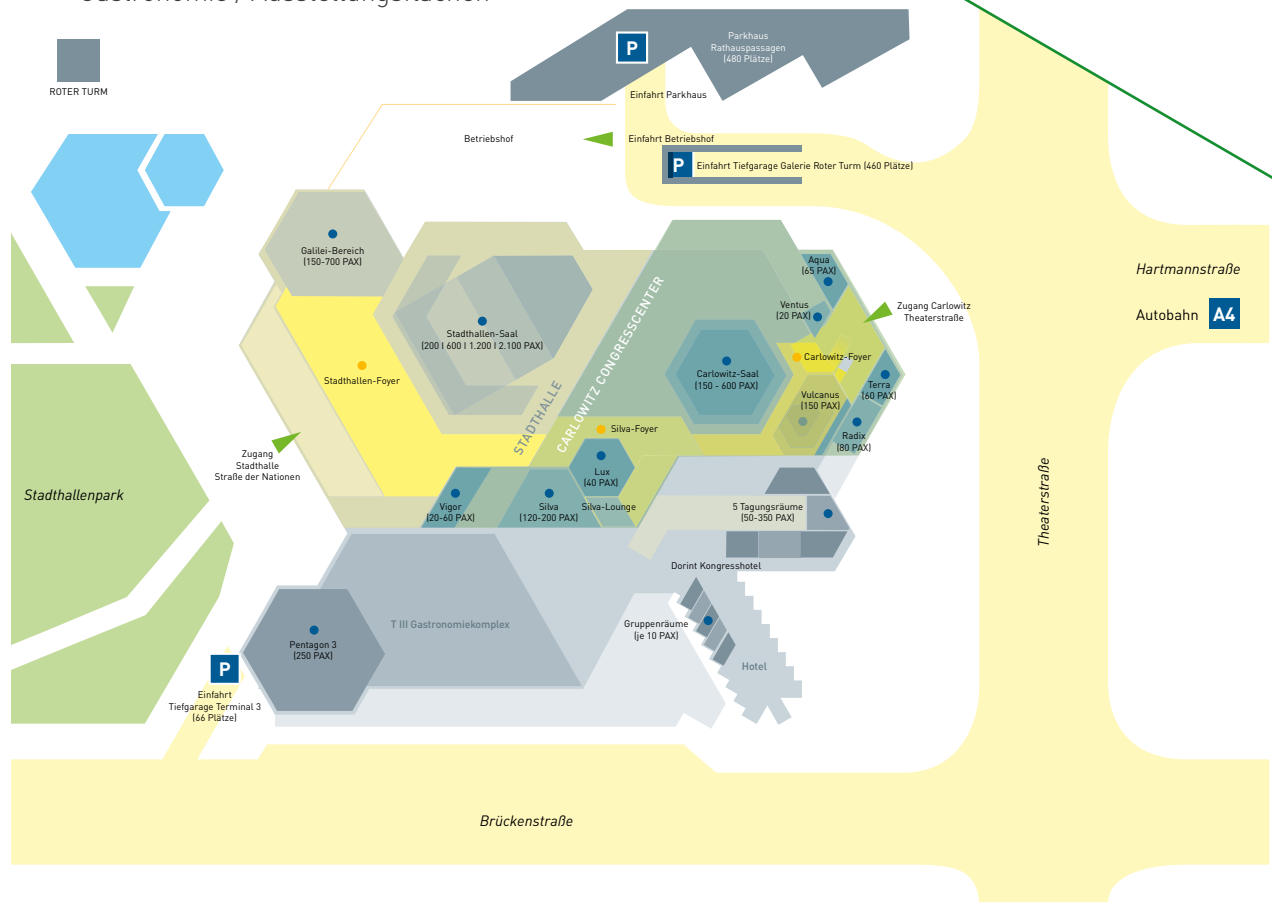 Gastronomie / Ausstellungsflächen
ROTER TURM
P
Parkhaus
Rathauspassagen
(480 Plätze)
Einfahrt Parkhaus
Betriebshof
Einfahrt Betriebshof
P
Einfahrt Tiefgarage Galerie Roter Turm (460 Plätze)
Galilei-Bereich
(150-700 PAX)
Aqua
(65 PAX)
Hartmannstraße
Autobahn A4
Ventus
(20 PAX)
Zugang Carlowitz
Theaterstraße
Stadthallen-Saal
(200 I 600 I 1.200 I 2.100 PAX)
STADTHALLE
CARLOWITZ CONGRESSCENTER
Stadthallen-Foyer
Carlowitz-Saal
(150 - 600 PAX)
Carlowitz-Foyer
Terra
(60 PAX)
Vulcanus
(150 PAX)
Radix
(80 PAX)
Silva-Foyer
Zugang
Stadthalle
Straße der Nationen
Lux
(40 PAX)
Stadthallenpark
Vigor
(20-60 PAX)
Silva
(120-200 PAX)
Silva-Lounge
5 Tagungsräume
(50-350 PAX)
Theaterstraße
Dorint Kongresshotel
T III Gastronomiekomplex
Gruppenräume
(je 10 PAX)
Pentagon 3
(250 PAX)
Hotel
P
Einfahrt
Tiefgarage Terminal 3
(66 Plätze)
Brückenstraße